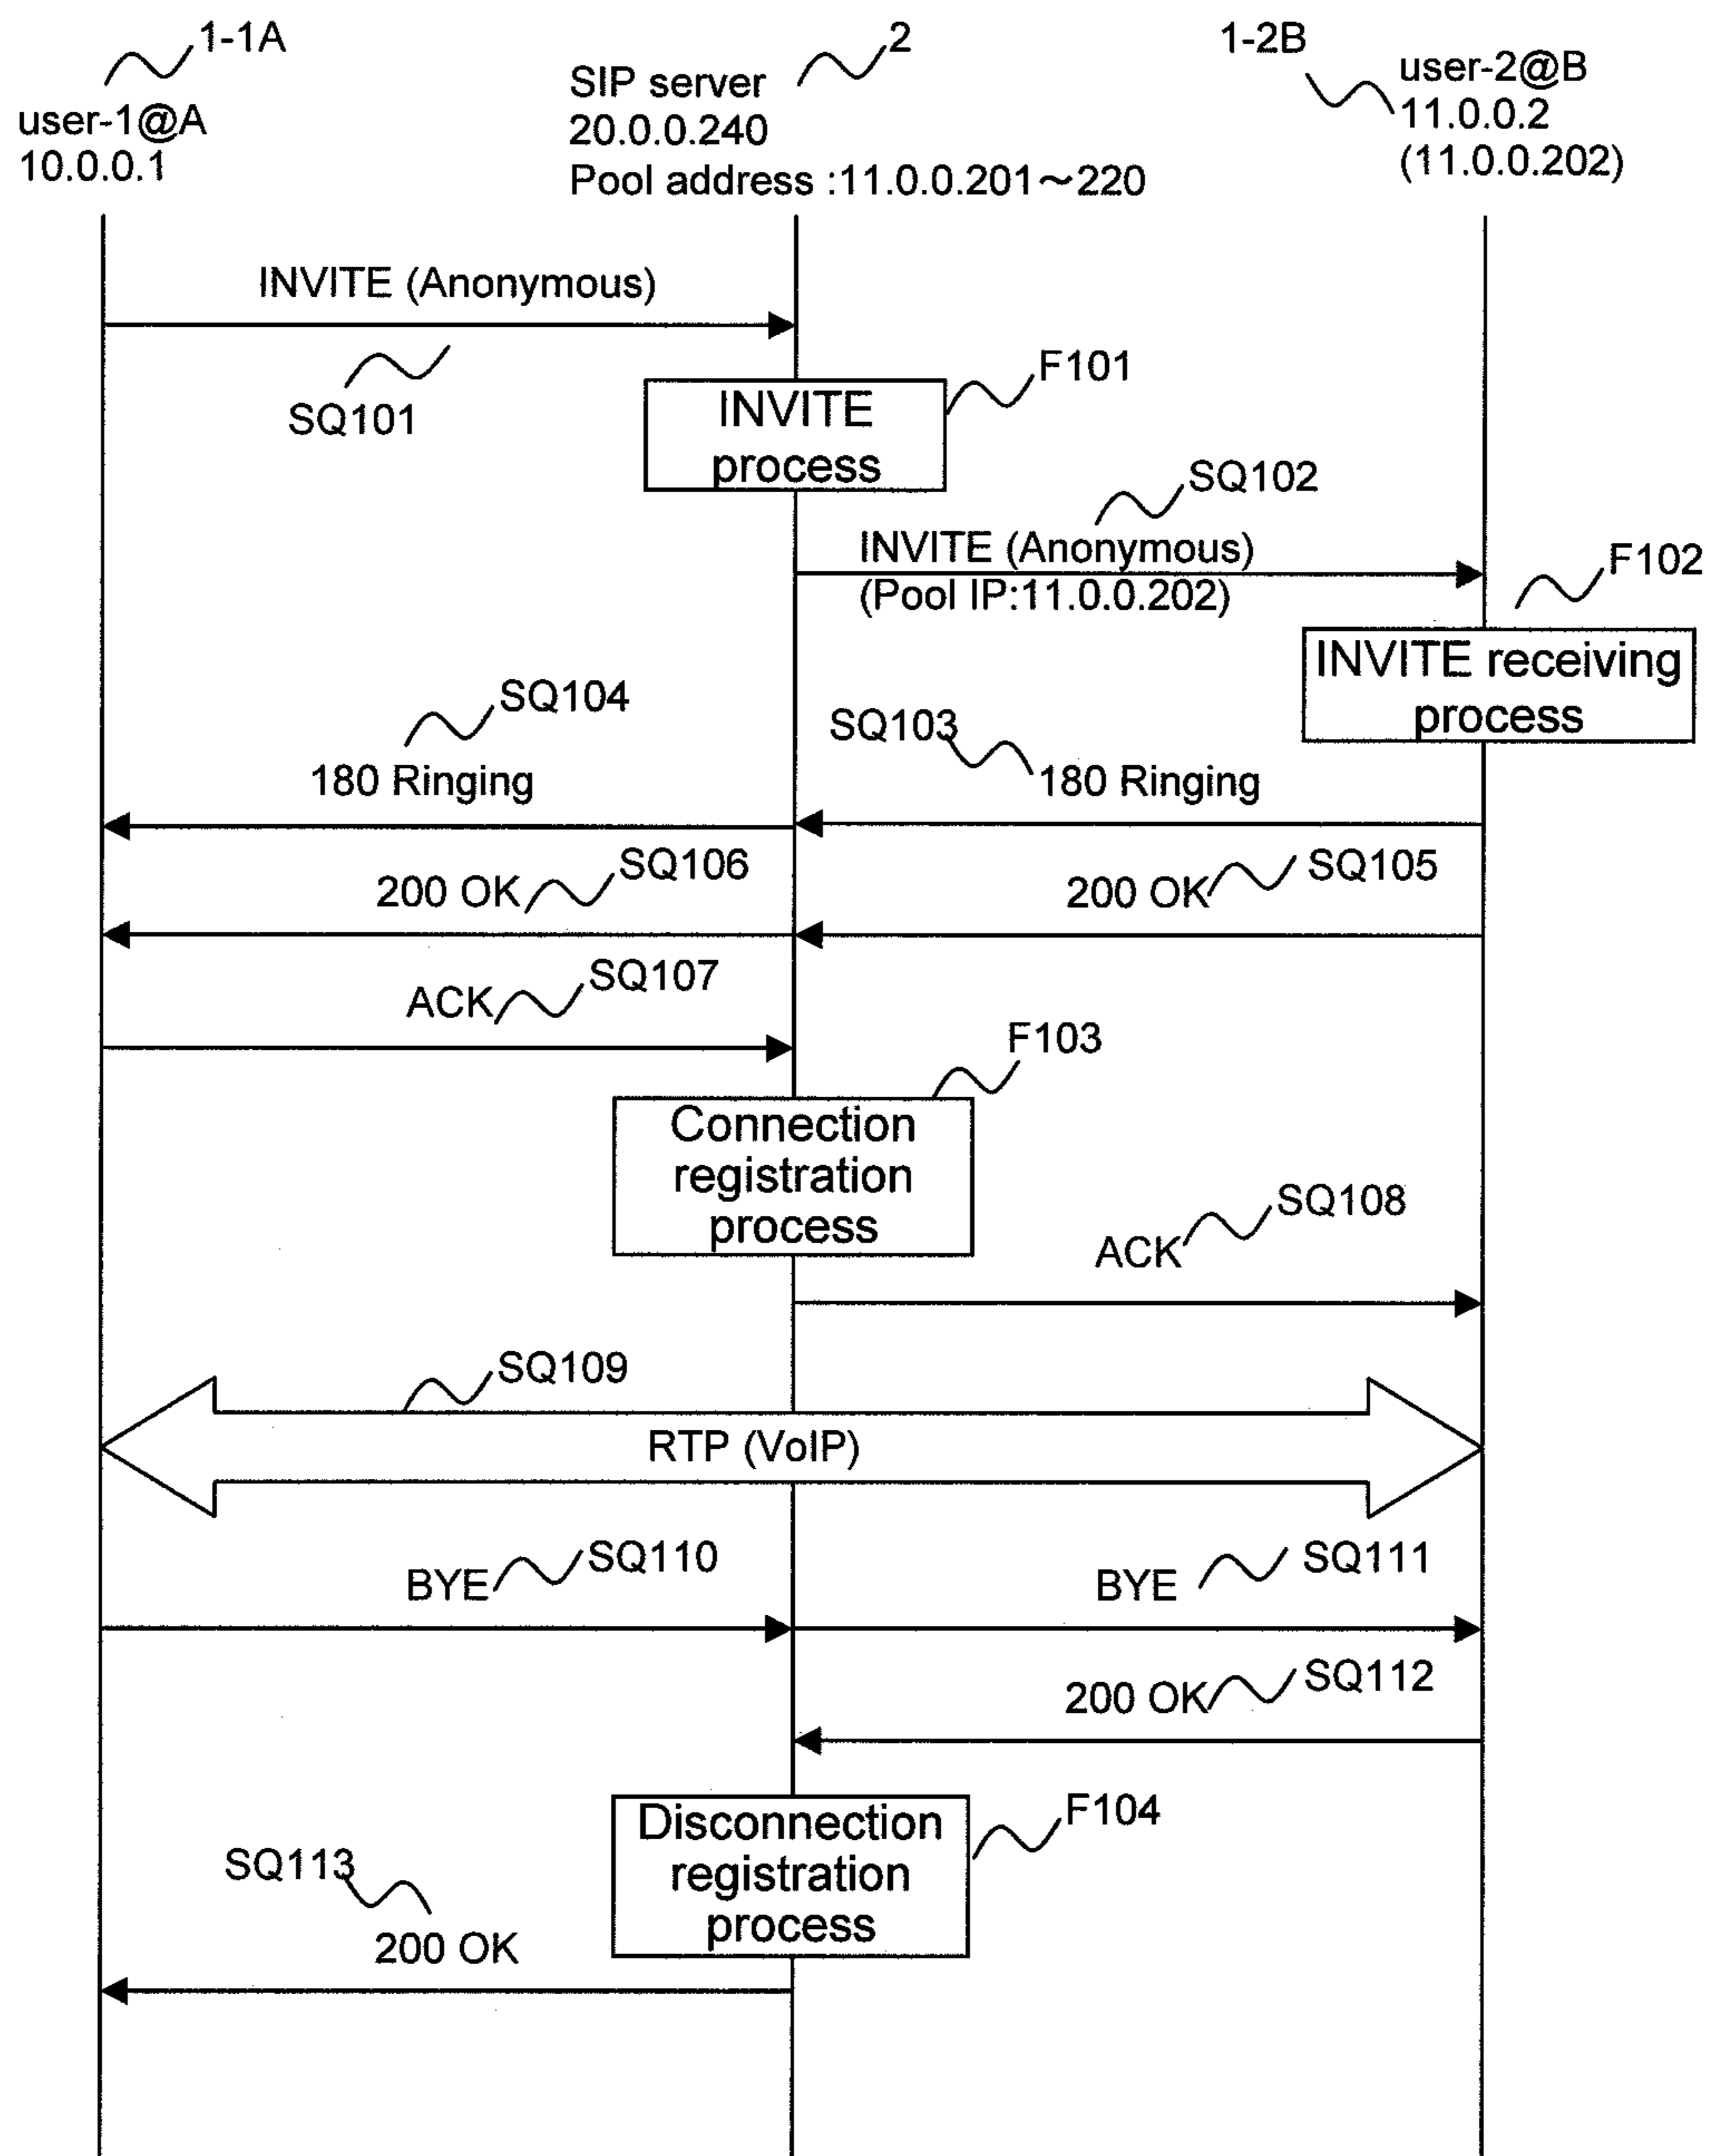 1-1A
2
1-2B
user-1@A
10.0.0.1
SIP server
20.0.0.240
Pool address :11.0.0.201～220
user-2@B
11.0.0.2
(11.0.0.202)
INVITE (Anonymous)
SQ101
F101
INVITE
process
SQ102
INVITE (Anonymous)
(Pool IP:11.0.0.202)
F102
INVITE receiving
process
SQ104
180 Ringing
SQ103
180 Ringing
SQ106
200 OK
SQ105
200 OK
SQ107
ACK
F103
Connection
registration
process
SQ108
ACK
SQ109
RTP (VoIP)
SQ110
BYE
SQ111
BYE
SQ112
200 OK
F104
Disconnection
registration
process
SQ113
200 OK